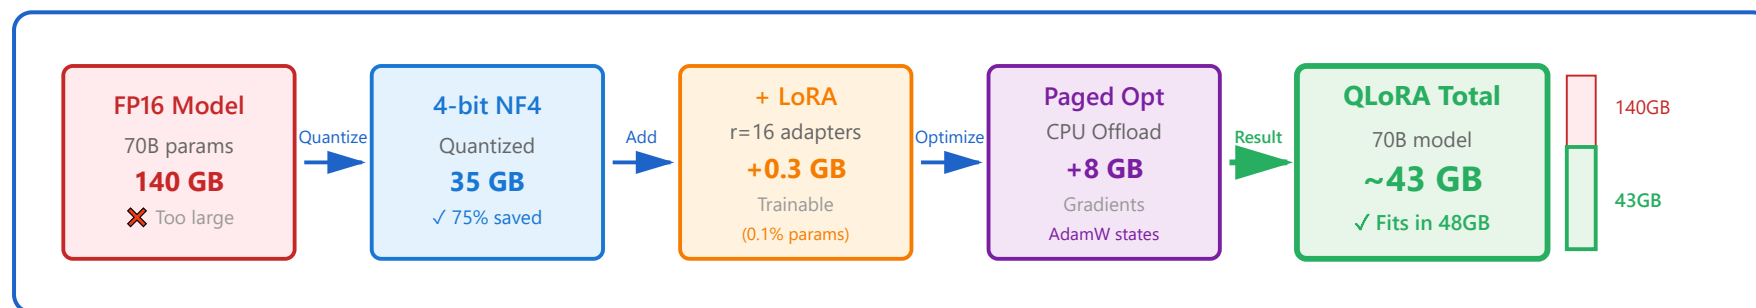 FP16 Model
70B params
140 GB
❌ Too large
Quantize
4-bit NF4
Quantized
35 GB
✓ 75% saved
Add
+ LoRA
r=16 adapters
+0.3 GB
Trainable
(0.1% params)
Optimize
Paged Opt
CPU Offload
+8 GB
Gradients
AdamW states
Result
QLoRA Total
70B model
~43 GB
✓ Fits in 48GB
140GB
43GB